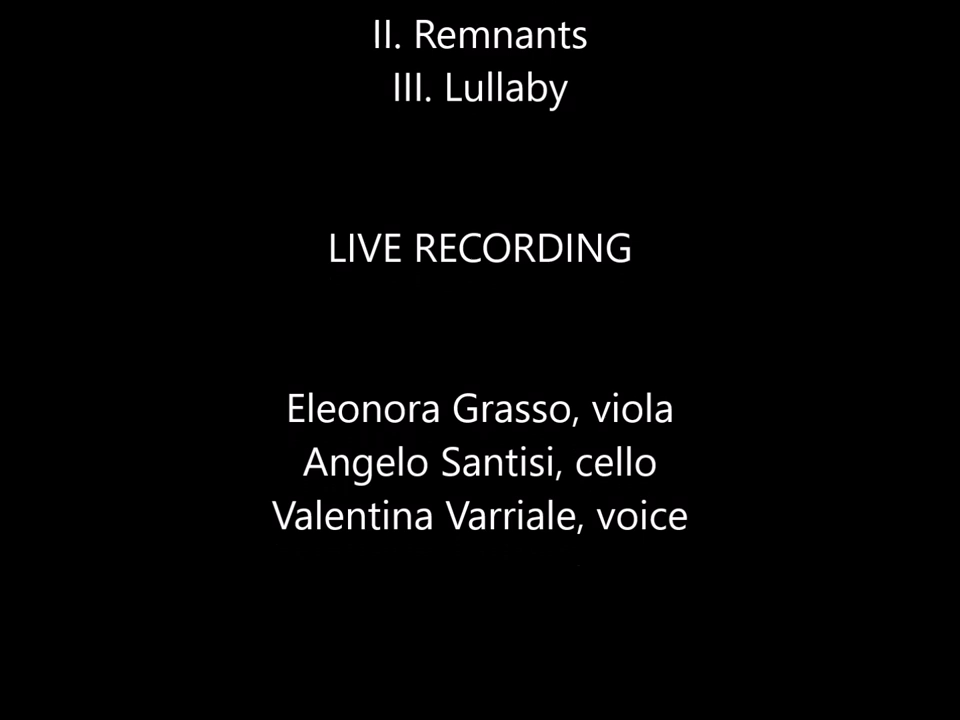 II. Remnants
III. Lullaby
LIVE RECORDING
Eleonora Grasso, viola
Angelo Santisi, cello
Valentina Varriale, voice